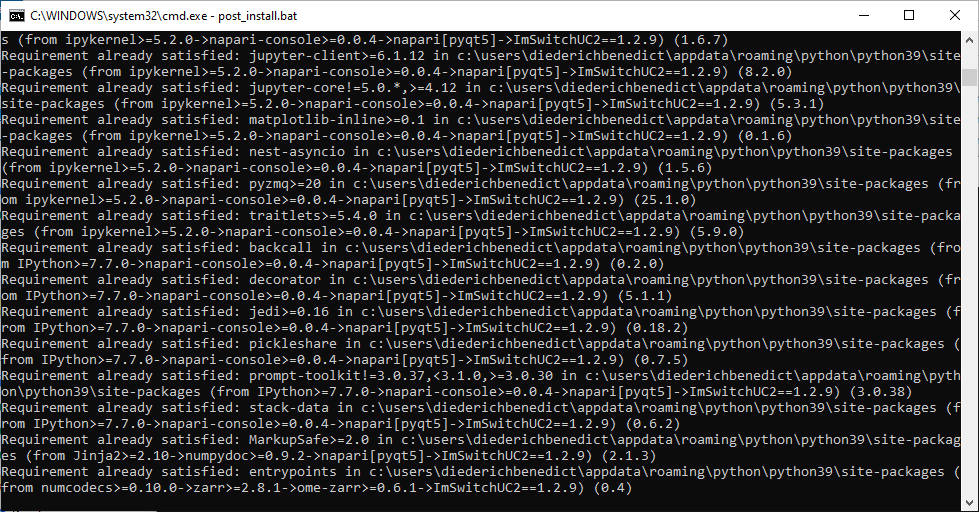 C:\WINDOWS\system32\cmd.exe - post_install.bat
s (from ipykernel>=5.2.0->napari-console>=0.0.4->napari[pyqt5]->ImSwitchUC2==1.2.9) (1.6.7)
Requirement already satisfied: jupyter-client>=6.1.12 in c:\users\diederichbenedict\appdata\roaming\python\python39\site
-packages (from ipykernel>=5.2.0->napari-console>=0.0.4->napari[pyqt5]->ImSwitchUC2==1.2.9) (8.2.0)
Requirement already satisfied: jupyter-core!=5.0.*,>=4.12 in c:\users\diederichbenedict\appdata\roaming\python\python39\
site-packages (from ipykernel>=5.2.0->napari-console>=0.0.4->napari[pyqt5]->ImSwitchUC2==1.2.9) (5.3.1)
Requirement already satisfied: matplotlib-inline>=0.1 in c:\users\diederichbenedict\appdata\roaming\python\python39\site
-packages (from ipykernel>=5.2.0->napari-console>=0.0.4->napari[pyqt5]->ImSwitchUC2==1.2.9) (0.1.6)
Requirement already satisfied: nest-asyncio in c:\users\diederichbenedict\appdata\roaming\python\python39\site-packages
(from ipykernel>=5.2.0->napari-console>=0.0.4->napari[pyqt5]->ImSwitchUC2==1.2.9) (1.5.6)
Requirement already satisfied: pyzmq>=20 in c:\users\diederichbenedict\appdata\roaming\python\python39\site-packages (fr
om ipykernel>=5.2.0->napari-console>=0.0.4->napari[pyqt5]->ImSwitchUC2==1.2.9) (25.1.0)
Requirement already satisfied: traitlets>=5.4.0 in c:\users\diederichbenedict\appdata\roaming\python\python39\site-packa
ges (from ipykernel>=5.2.0->napari-console>=0.0.4->napari[pyqt5]->ImSwitchUC2==1.2.9) (5.9.0)
Requirement already satisfied: backcall in c:\users\diederichbenedict\appdata\roaming\python\python39\site-packages (fro
m IPython>=7.7.0->napari-console>=0.0.4->napari[pyqt5]->ImSwitchUC2==1.2.9) (0.2.0)
Requirement already satisfied: decorator in c:\users\diederichbenedict\appdata\roaming\python\python39\site-packages (fr
om IPython>=7.7.0->napari-console>=0.0.4->napari[pyqt5]->ImSwitchUC2==1.2.9) (5.1.1)
Requirement already satisfied: jedi>=0.16 in c:\users\diederichbenedict\appdata\roaming\python\python39\site-packages (f
rom IPython>=7.7.0->napari-console>=0.0.4->napari[pyqt5]->ImSwitchUC2==1.2.9) (0.18.2)
Requirement already satisfied: pickleshare in c:\users\diederichbenedict\appdata\roaming\python\python39\site-packages (
from IPython>=7.7.0->napari-console>=0.0.4->napari[pyqt5]->ImSwitchUC2==1.2.9) (0.7.5)
Requirement already satisfied: prompt-toolkit!=3.0.37,<3.1.0,>=3.0.30 in c:\users\diederichbenedict\appdata\roaming\pyth
on\python39\site-packages (from IPython>=7.7.0->napari-console>=0.0.4->napari[pyqt5]->ImSwitchUC2==1.2.9) (3.0.38)
Requirement already satisfied: stack-data in c:\users\diederichbenedict\appdata\roaming\python\python39\site-packages (f
rom IPython>=7.7.0->napari-console>=0.0.4->napari[pyqt5]->ImSwitchUC2==1.2.9) (0.6.2)
Requirement already satisfied: MarkupSafe>=2.0 in c:\users\diederichbenedict\appdata\roaming\python\python39\site-packag
es (from Jinja2>=2.10->numpydoc>=0.9.2->napari[pyqt5]->ImSwitchUC2==1.2.9) (2.1.3)
Requirement already satisfied: entrypoints in c:\users\diederichbenedict\appdata\roaming\python\python39\site-packages (
from numcodecs>=0.10.0->zarr>=2.8.1->ome-zarr>=0.6.1->ImSwitchUC2==1.2.9) (0.4)